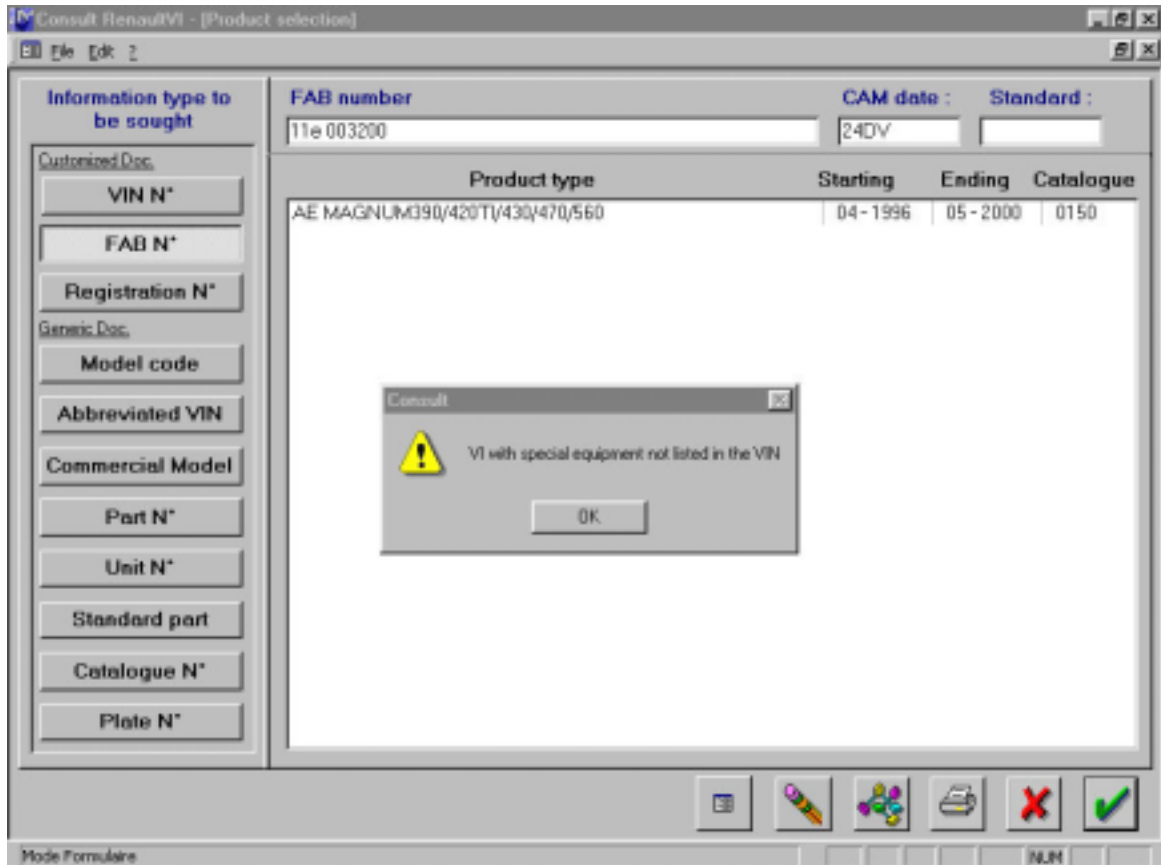 Consult RenaultVI - [Product selection]
File Edit ?
Information type to
be sought
Customized Doc.
VIN N°
FAB N°
Registration N°
Generic Doc.
Model code
Abbreviated VIN
Commercial Model
Part N°
Unit N°
Standard part
Catalogue N°
Plate N°
FAB number CAM date : Standard :
11e 003200 24DV
Product type Starting Ending Catalogue
AE MAGNUM390/420TI/430/470/560 04-1996 05-2000 0150
Consult
VI with special equipment not listed in the VIN
OK
Mode Formulaire NUM